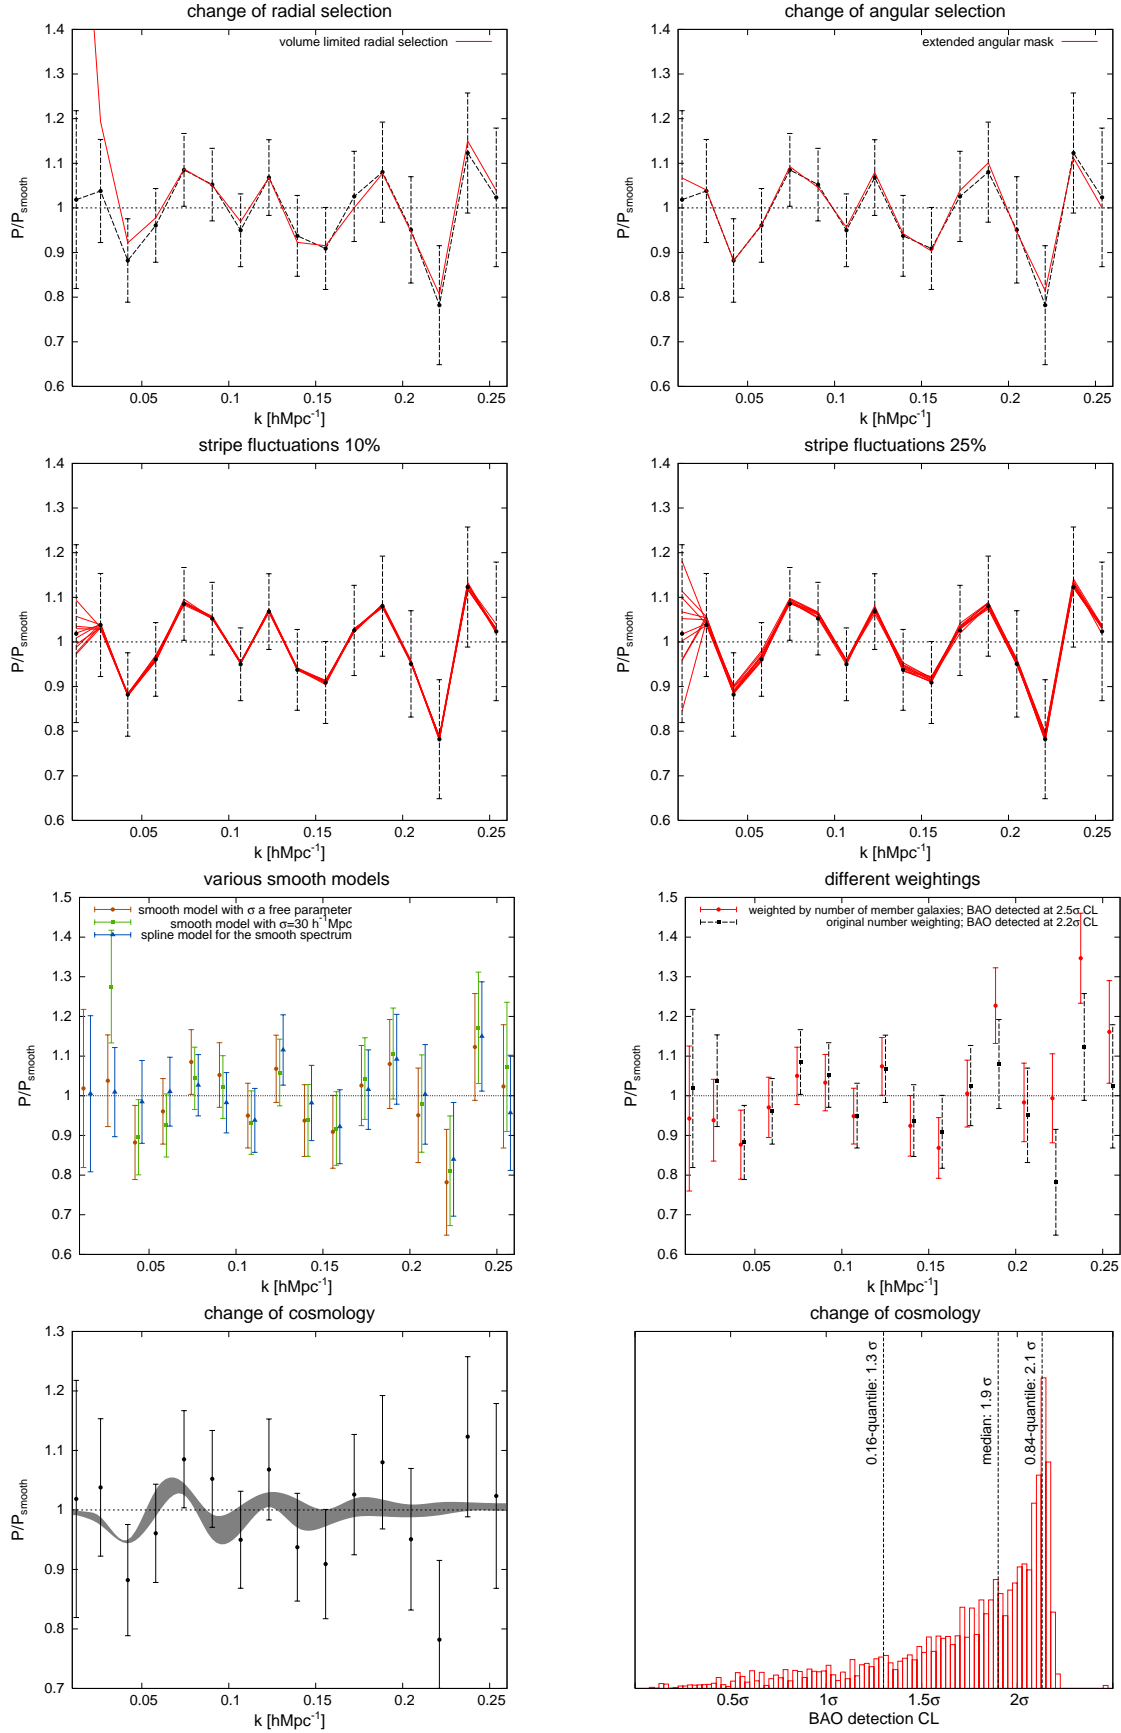 change of radial selection
volume limited radial selection
1.4
1.3
1.2
1.1
1
0.9
0.8
0.7
0.6
P/P_smooth
0.05 0.1 0.15 0.2 0.25
k [hMpc⁻¹]
change of angular selection
extended angular mask
1.4
1.3
1.2
1.1
1
0.9
0.8
0.7
0.6
P/P_smooth
0.05 0.1 0.15 0.2 0.25
k [hMpc⁻¹]
stripe fluctuations 10%
1.4
1.3
1.2
1.1
1
0.9
0.8
0.7
0.6
P/P_smooth
0.05 0.1 0.15 0.2 0.25
k [hMpc⁻¹]
stripe fluctuations 25%
1.4
1.3
1.2
1.1
1
0.9
0.8
0.7
0.6
P/P_smooth
0.05 0.1 0.15 0.2 0.25
k [hMpc⁻¹]
various smooth models
smooth model with σ a free parameter
smooth model with σ=30 h⁻¹Mpc
spline model for the smooth spectrum
1.5
1.4
1.3
1.2
1.1
1
0.9
0.8
0.7
0.6
P/P_smooth
0.05 0.1 0.15 0.2 0.25
k [hMpc⁻¹]
different weightings
weighted by number of member galaxies; BAO detected at 2.5σ CL
original number weighting; BAO detected at 2.2σ CL
1.5
1.4
1.3
1.2
1.1
1
0.9
0.8
0.7
0.6
P/P_smooth
0.05 0.1 0.15 0.2 0.25
k [hMpc⁻¹]
change of cosmology
1.3
1.2
1.1
1
0.9
0.8
0.7
P/P_smooth
0.05 0.1 0.15 0.2 0.25
k [hMpc⁻¹]
change of cosmology
0.16-quantile: 1.3 σ
median: 1.9 σ
0.84-quantile: 2.1 σ
0.5σ 1σ 1.5σ 2σ
BAO detection CL